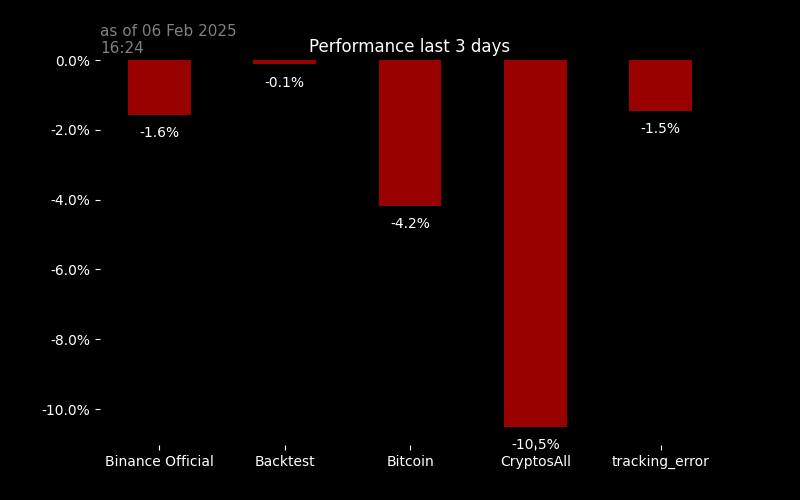 as of 06 Feb 2025
16:24
Performance last 3 days
0.0%
-2.0%
-4.0%
-6.0%
-8.0%
-10.0%
-1.6%
-0.1%
-4.2%
-10.5%
-1.5%
Binance Official
Backtest
Bitcoin
CryptosAll
tracking_error